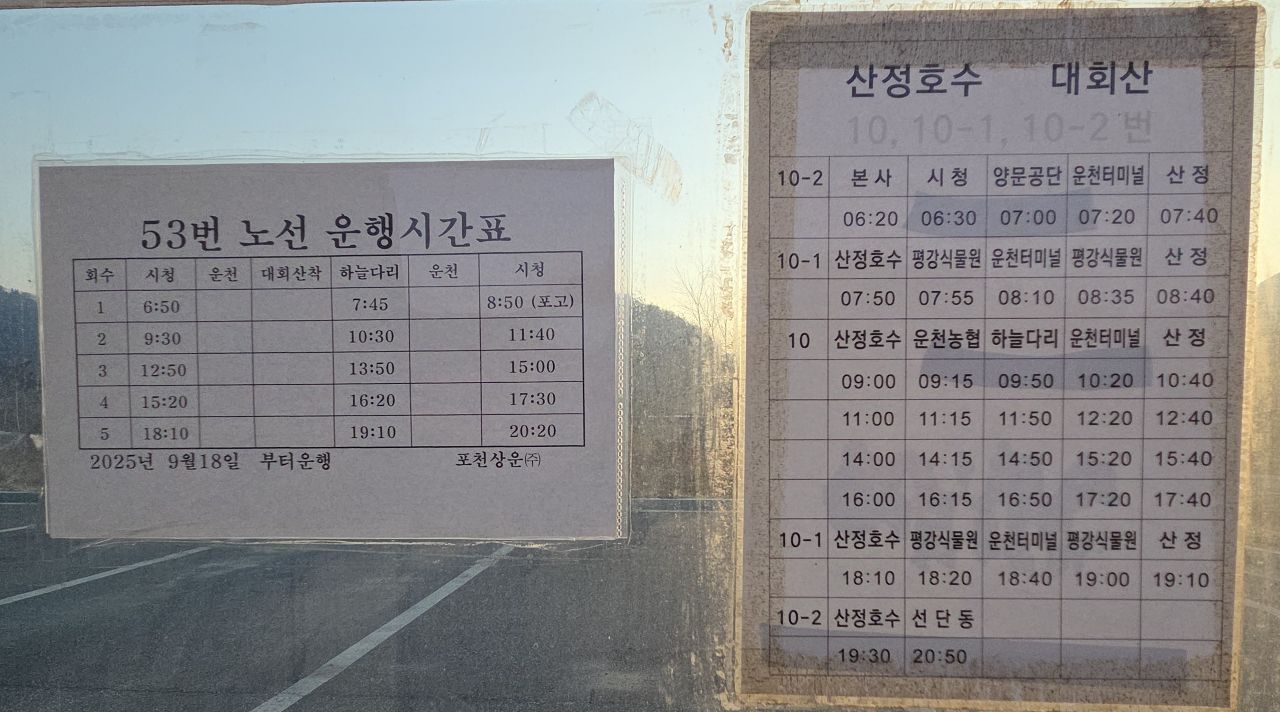 53번 노선 운행시간표
회수 시청 운천 대회산착 하늘다리 운천 시청
1 6:50 7:45 8:50 (포고)
2 9:30 10:30 11:40
3 12:50 13:50 15:00
4 15:20 16:20 17:30
5 18:10 19:10 20:20
2025년 9월18일 부터운행 포천상운㈜
산정호수 대회산
10, 10-1, 10-2 번
10-2 본 사 시 청 양문공단 운천터미널 산 정
06:20 06:30 07:00 07:20 07:40
10-1 산정호수 평강식물원 운천터미널 평강식물원 산 정
07:50 07:55 08:10 08:35 08:40
10 산정호수 운천농협 하늘다리 운천터미널 산 정
09:00 09:15 09:50 10:20 10:40
11:00 11:15 11:50 12:20 12:40
14:00 14:15 14:50 15:20 15:40
16:00 16:15 16:50 17:20 17:40
10-1 산정호수 평강식물원 운천터미널 평강식물원 산 정
18:10 18:20 18:40 19:00 19:10
10-2 산정호수 선 단 동
19:30 20:50